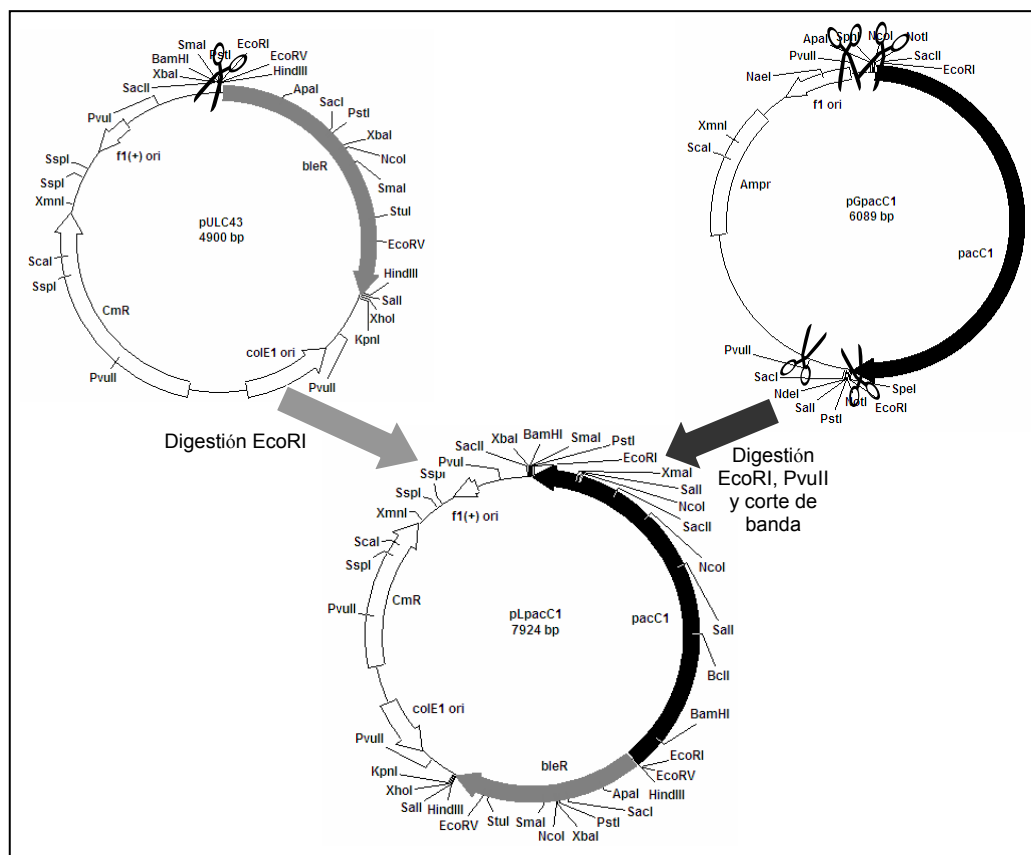 SmaI
PstI
EcoRI
BamHI
EcoRV
XbaI
HindIII
SacII
ApaI
PvuI
SacI
PstI
f1(+) ori
XbaI
SspI
bleR
NcoI
SspI
SmaI
XmnI
pULC43
4900 bp
StuI
EcoRV
ScaI
SspI
HindIII
CmR
SalI
XhoI
KpnI
colE1 ori
PvuII
PvuII
Digestión EcoRI
ApaI
SphI
NcoI
NotI
PvuII
SacII
EcoRI
NaeI
f1 ori
XmnI
ScaI
Ampr
pGpacC1
6089 bp
pacC1
PvuII
SacI
NdeI
SalI
PstI
NotI
EcoRI
SpeI
Digestión
EcoRI, PvuII
y corte de
banda
XbaI
BamHI
SmaI
PstI
SacII
EcoRI
PvuI
XmaI
SspI
SalI
SspI
NcoI
XmnI
f1(+) ori
SacII
ScaI
NcoI
SspI
CmR
PvuII
pLpacC1
7924 bp
pacC1
SalI
BclI
colE1 ori
BamHI
PvuII
EcoRI
KpnI
bleR
EcoRV
XhoI
HindIII
SalI
ApaI
HindIII
SacI
EcoRV
StuI
SmaI
PstI
NcoI
XbaI